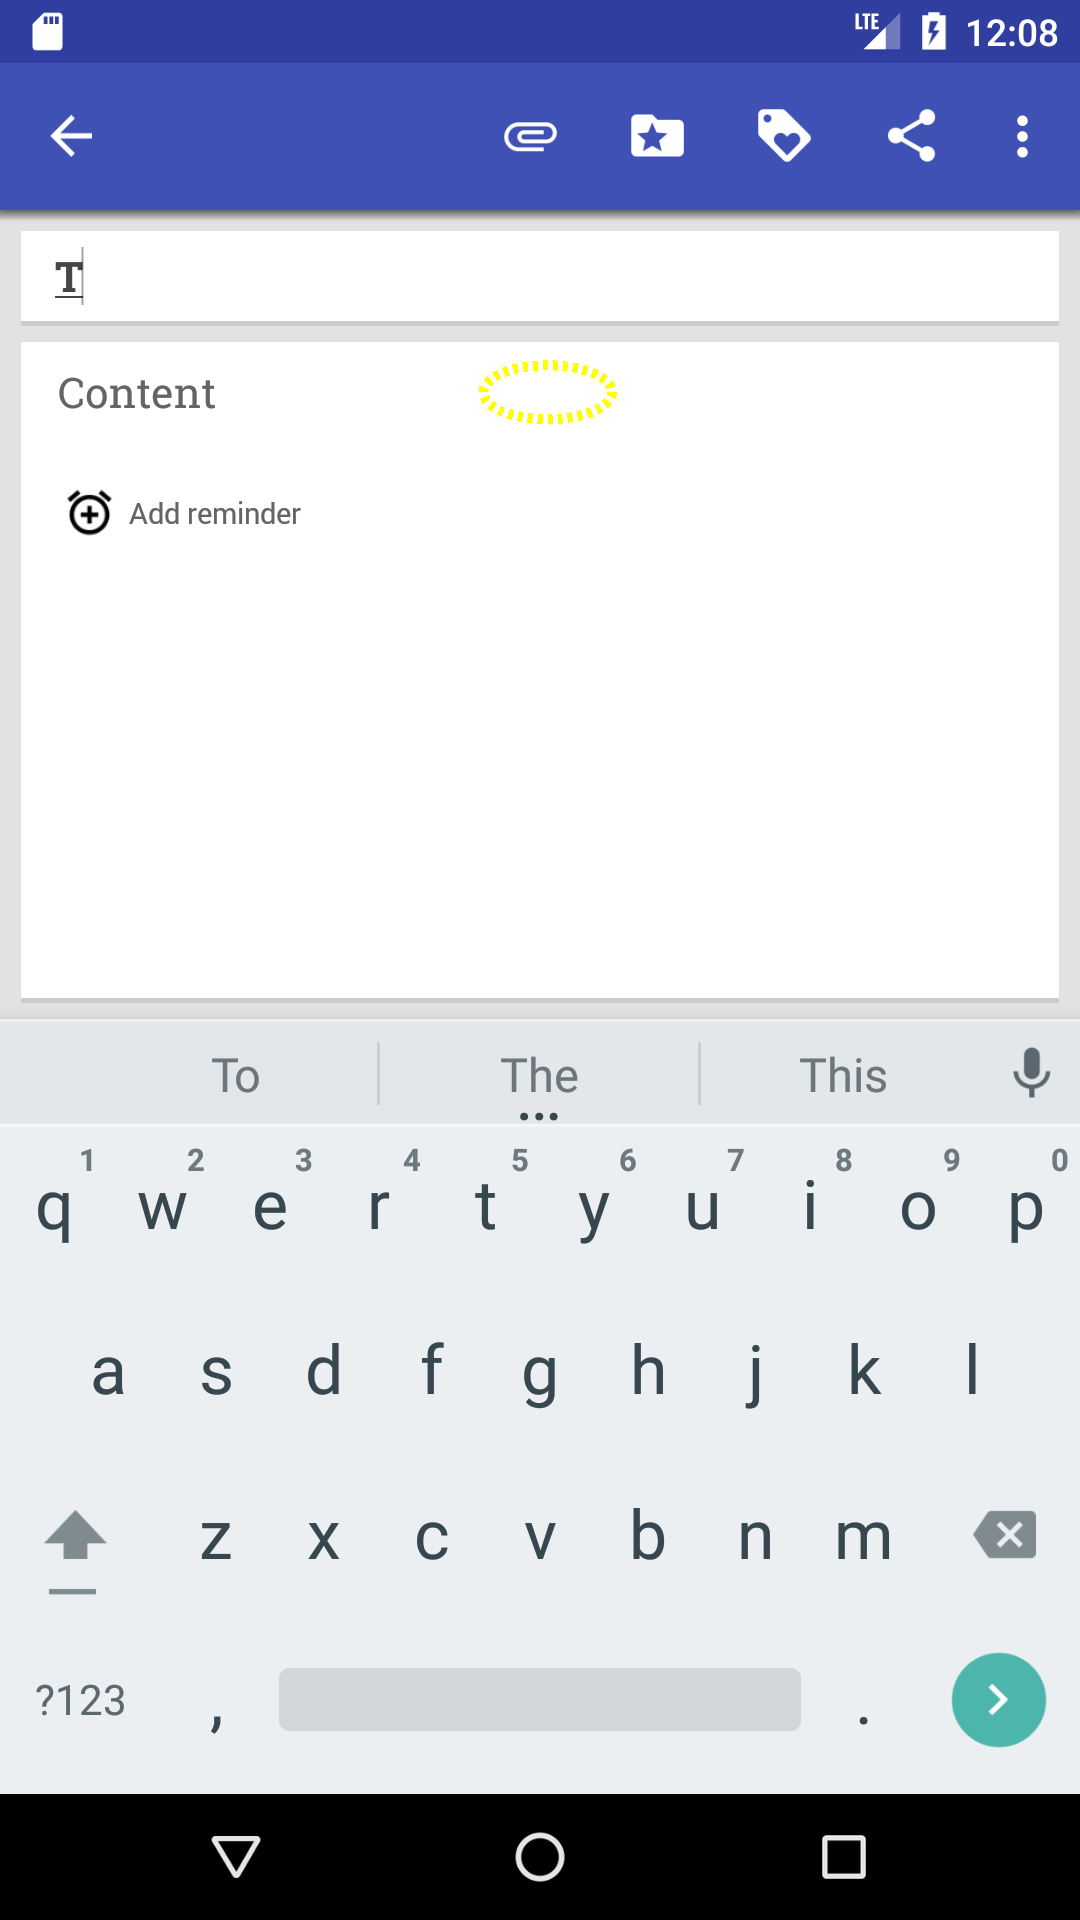 LTE 12:08
T
Content
Add reminder
To The This
1 2 3 4 5 6 7 8 9 0
q w e r t y u i o p
a s d f g h j k l
z x c v b n m
?123 , .